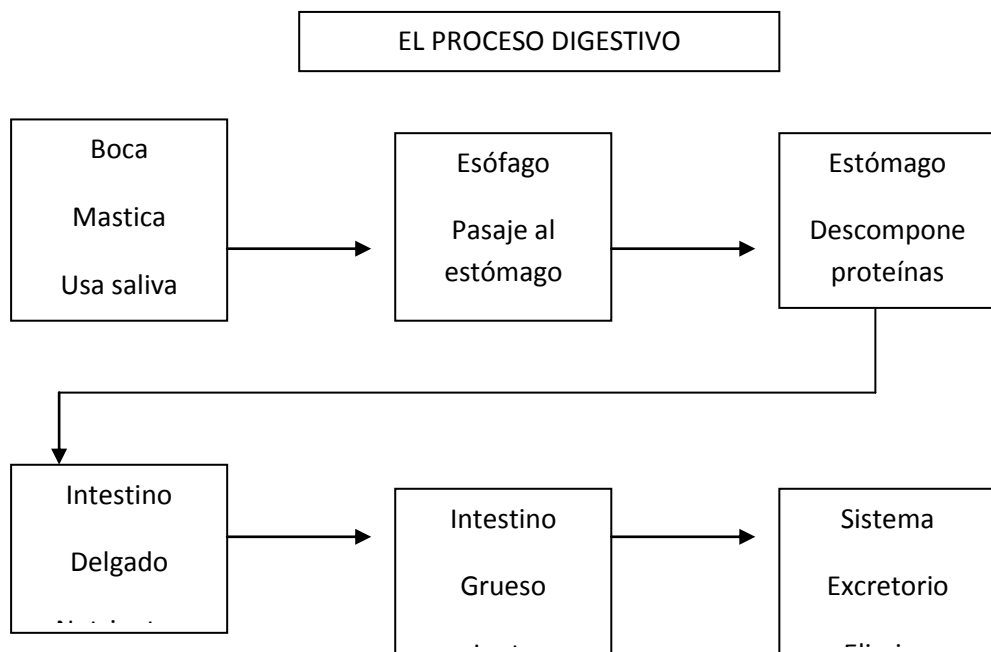 EL PROCESO DIGESTIVO
Boca
Mastica
Usa saliva
Esófago
Pasaje al
estómago
Estómago
Descompone
proteínas
Intestino
Delgado
Intestino
Grueso
Sistema
Excretorio